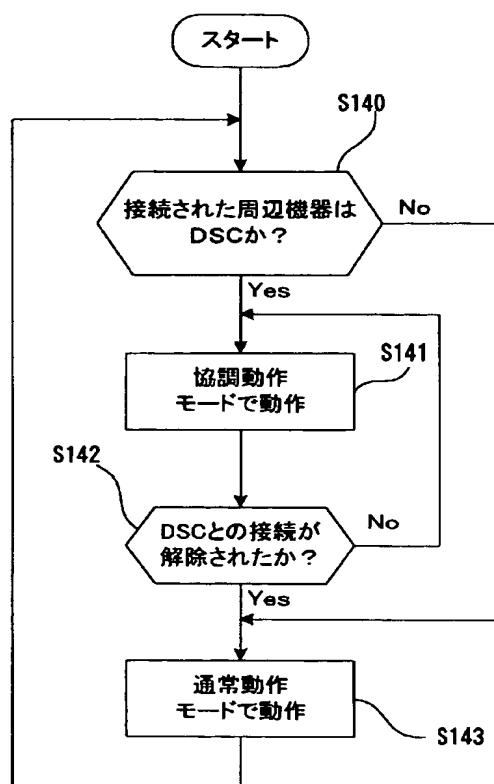 スタート
S140
接続された周辺機器は
DSCか？
No
Yes
S141
協調動作
モードで動作
S142
DSCとの接続が
解除されたか？
No
Yes
通常動作
モードで動作
S143